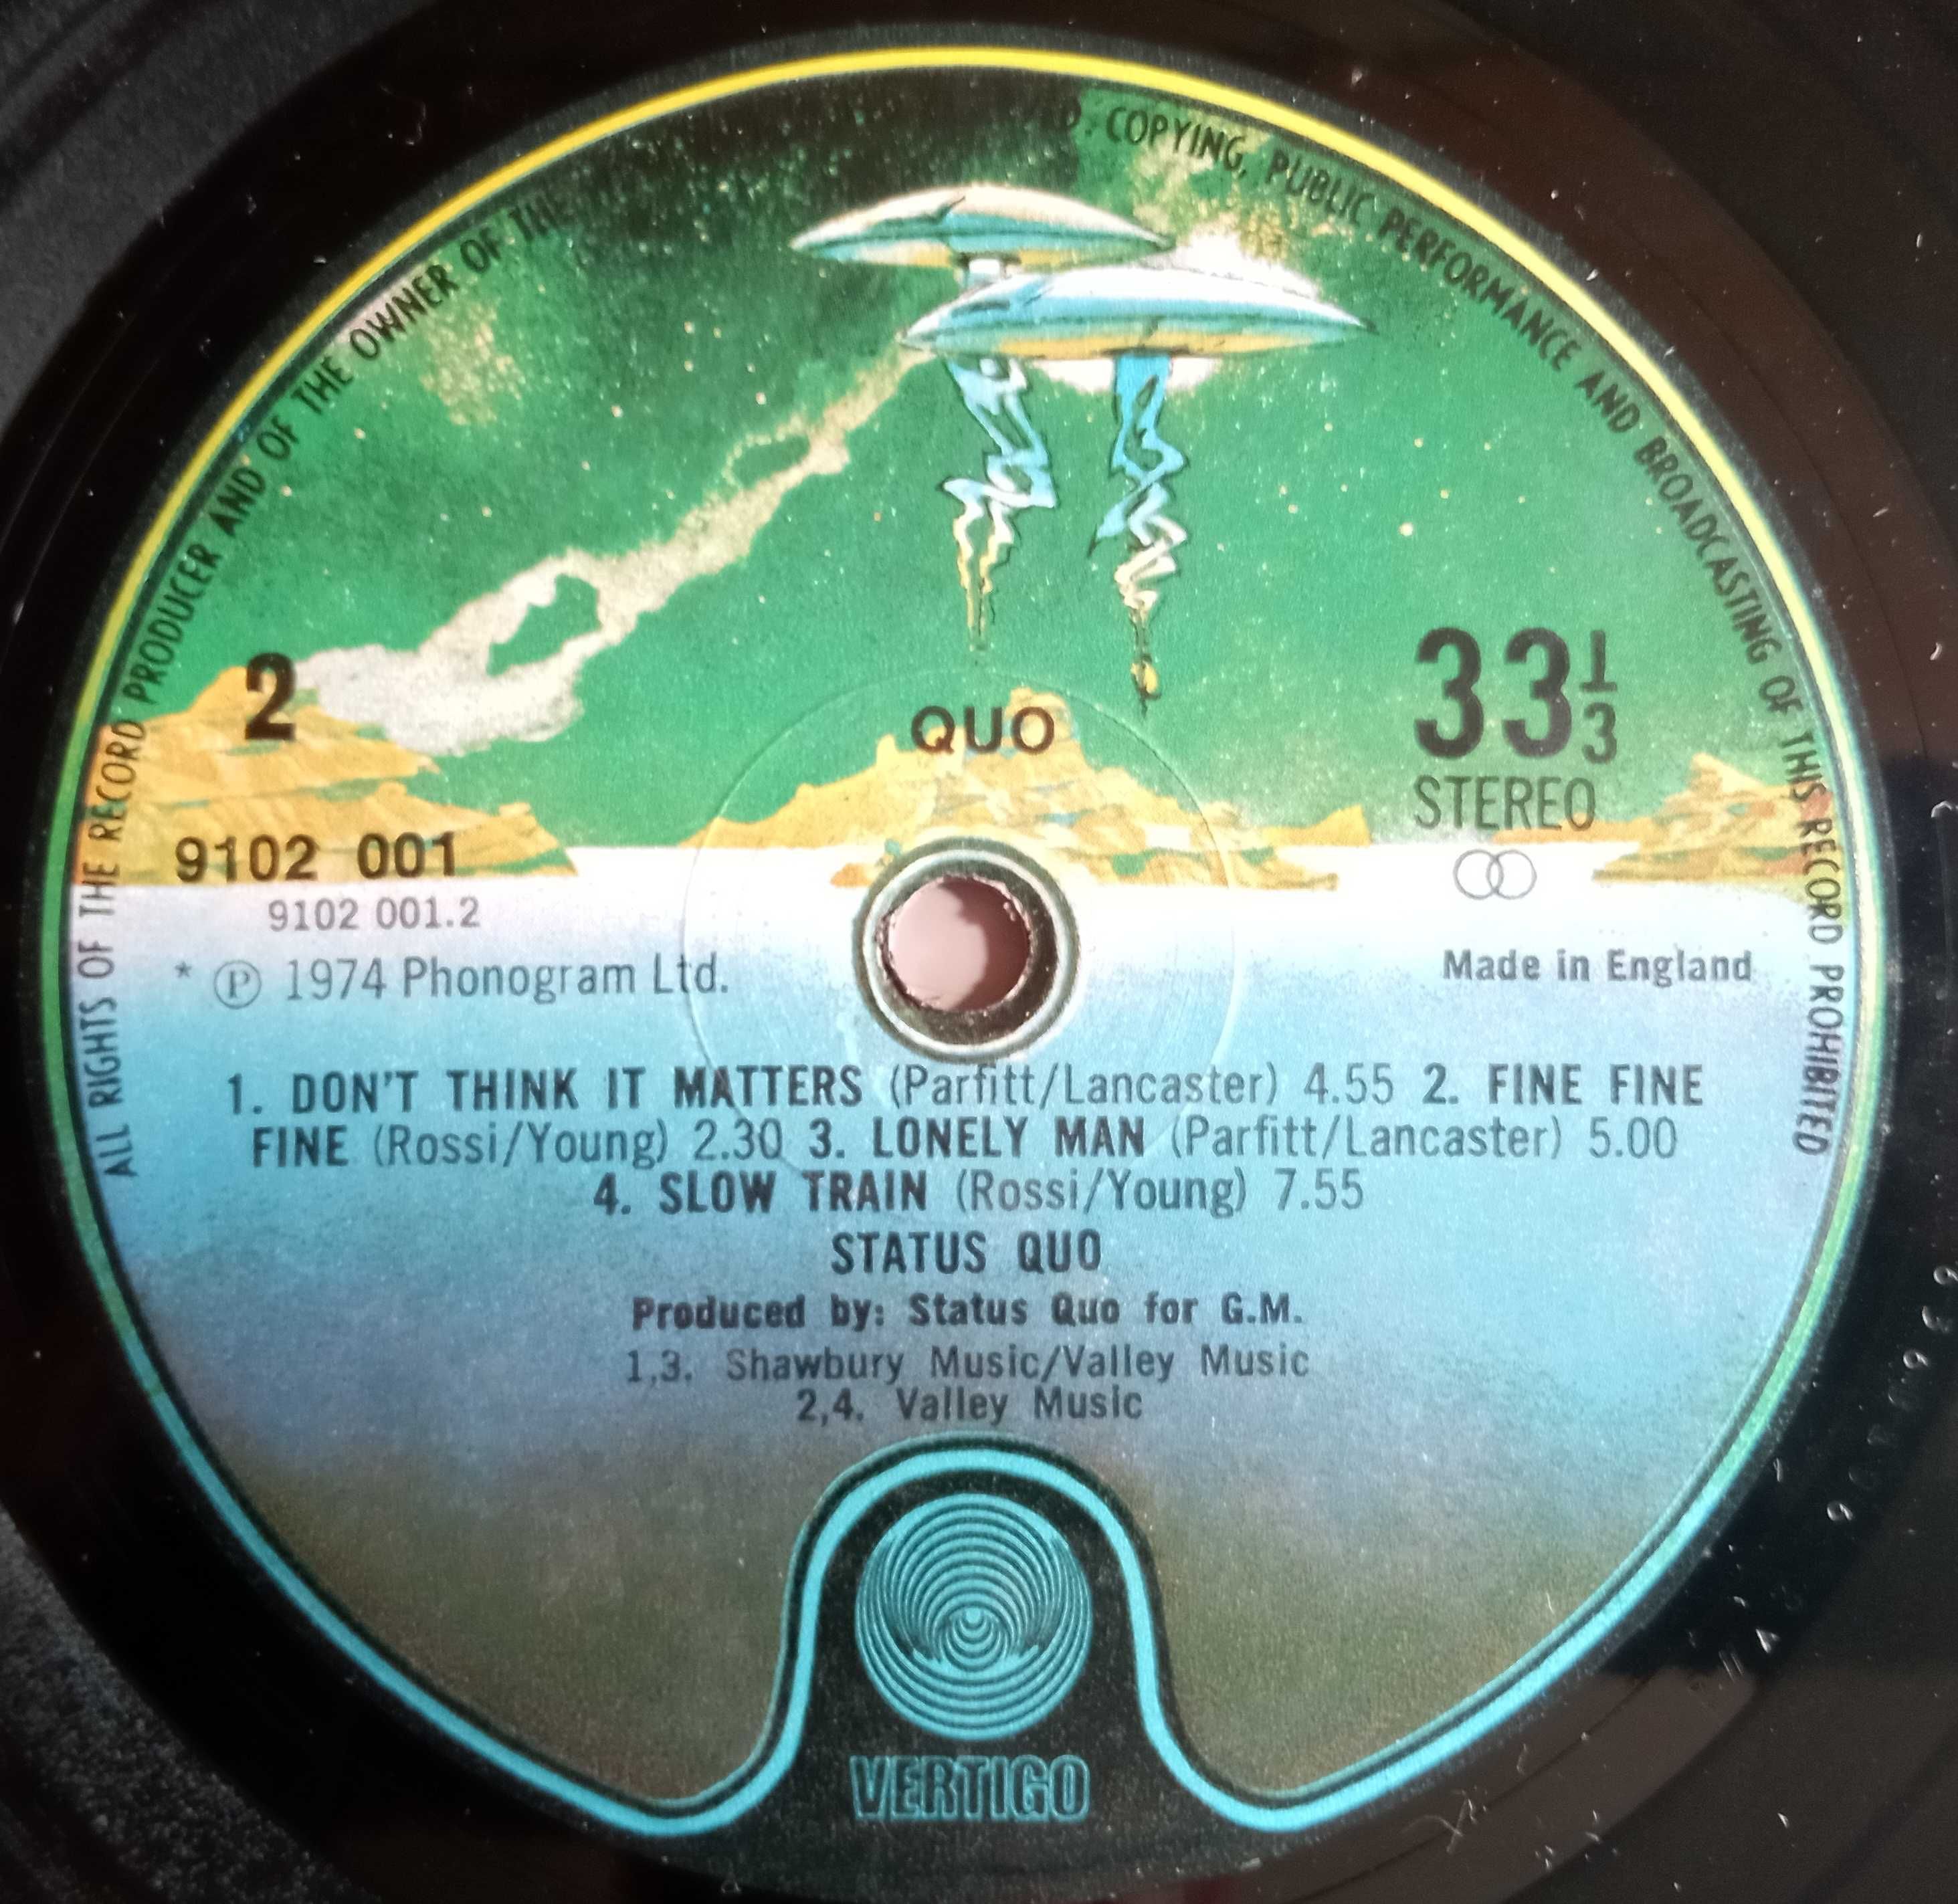 ALL RIGHTS OF THE RECORD PRODUCER AND OF THE OWNER OF THE
COPYING, PUBLIC PERFORMANCE AND BROADCASTING OF THIS RECORD PROHIBITED
2
QUO
33 1/3
STEREO
9102 001
9102 001.2
* ℗ 1974 Phonogram Ltd.
Made in England
1. DON'T THINK IT MATTERS (Parfitt/Lancaster) 4.55 2. FINE FINE
FINE (Rossi/Young) 2.30 3. LONELY MAN (Parfitt/Lancaster) 5.00
4. SLOW TRAIN (Rossi/Young) 7.55
STATUS QUO
Produced by: Status Quo for G.M.
1,3. Shawbury Music/Valley Music
2,4. Valley Music
VERTIGO